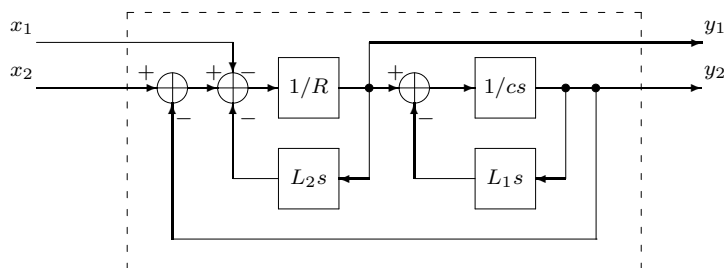 x₁
y₁
x₂
+
+
−
1/R
+
1/cs
y₂
−
−
−
L₂s
L₁s